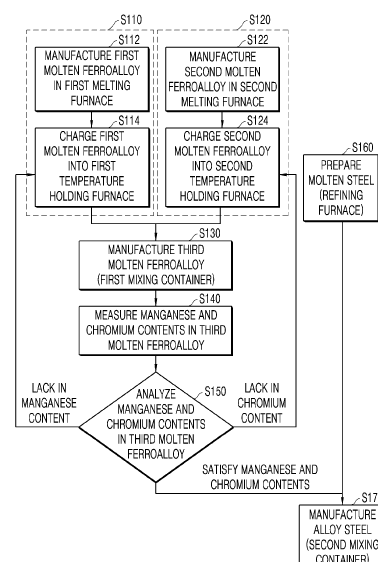 S110
S120
S112
S122
MANUFACTURE FIRST
MOLTEN FERROALLOY
IN FIRST MELTING
FURNACE
MANUFACTURE
SECOND MOLTEN
FERROALLOY IN SECOND
MELTING FURNACE
S114
S124
CHARGE FIRST
MOLTEN FERROALLOY
INTO FIRST
TEMPERATURE
HOLDING FURNACE
CHARGE SECOND
MOLTEN FERROALLOY
INTO SECOND
TEMPERATURE
HOLDING FURNACE
S160
PREPARE
MOLTEN STEEL
(REFINING
FURNACE)
S130
MANUFACTURE THIRD
MOLTEN FERROALLOY
(FIRST MIXING CONTAINER)
S140
MEASURE MANGANESE AND
CHROMIUM CONTENTS IN THIRD
MOLTEN FERROALLOY
S150
ANALYZE
MANGANESE AND
CHROMIUM CONTENTS
IN THIRD MOLTEN
FERROALLOY
LACK IN
MANGANESE
CONTENT
LACK IN
CHROMIUM
CONTENT
SATISFY MANGANESE AND
CHROMIUM CONTENTS
S17
MANUFACTURE
ALLOY STEEL
(SECOND MIXING
CONTAINER)